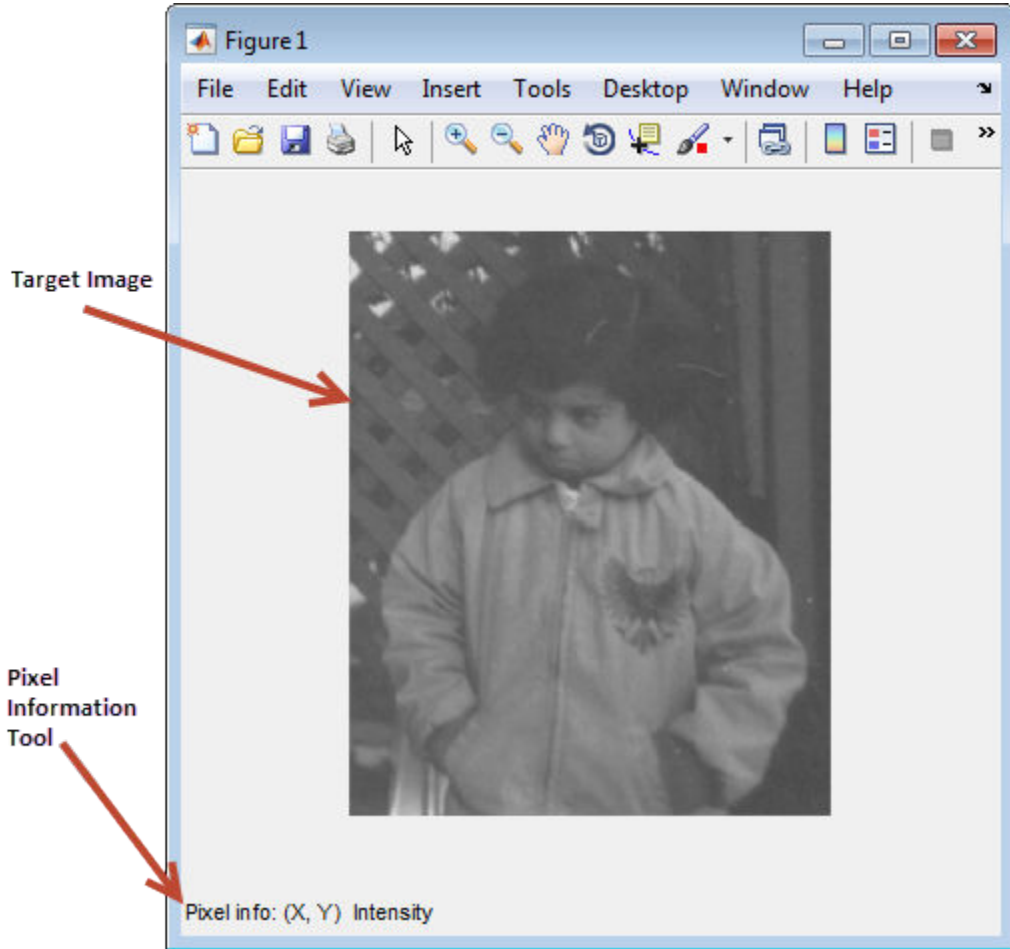 Figure 1
File Edit View Insert Tools Desktop Window Help
Target Image
Pixel
Information
Tool
Pixel info: (X, Y) Intensity